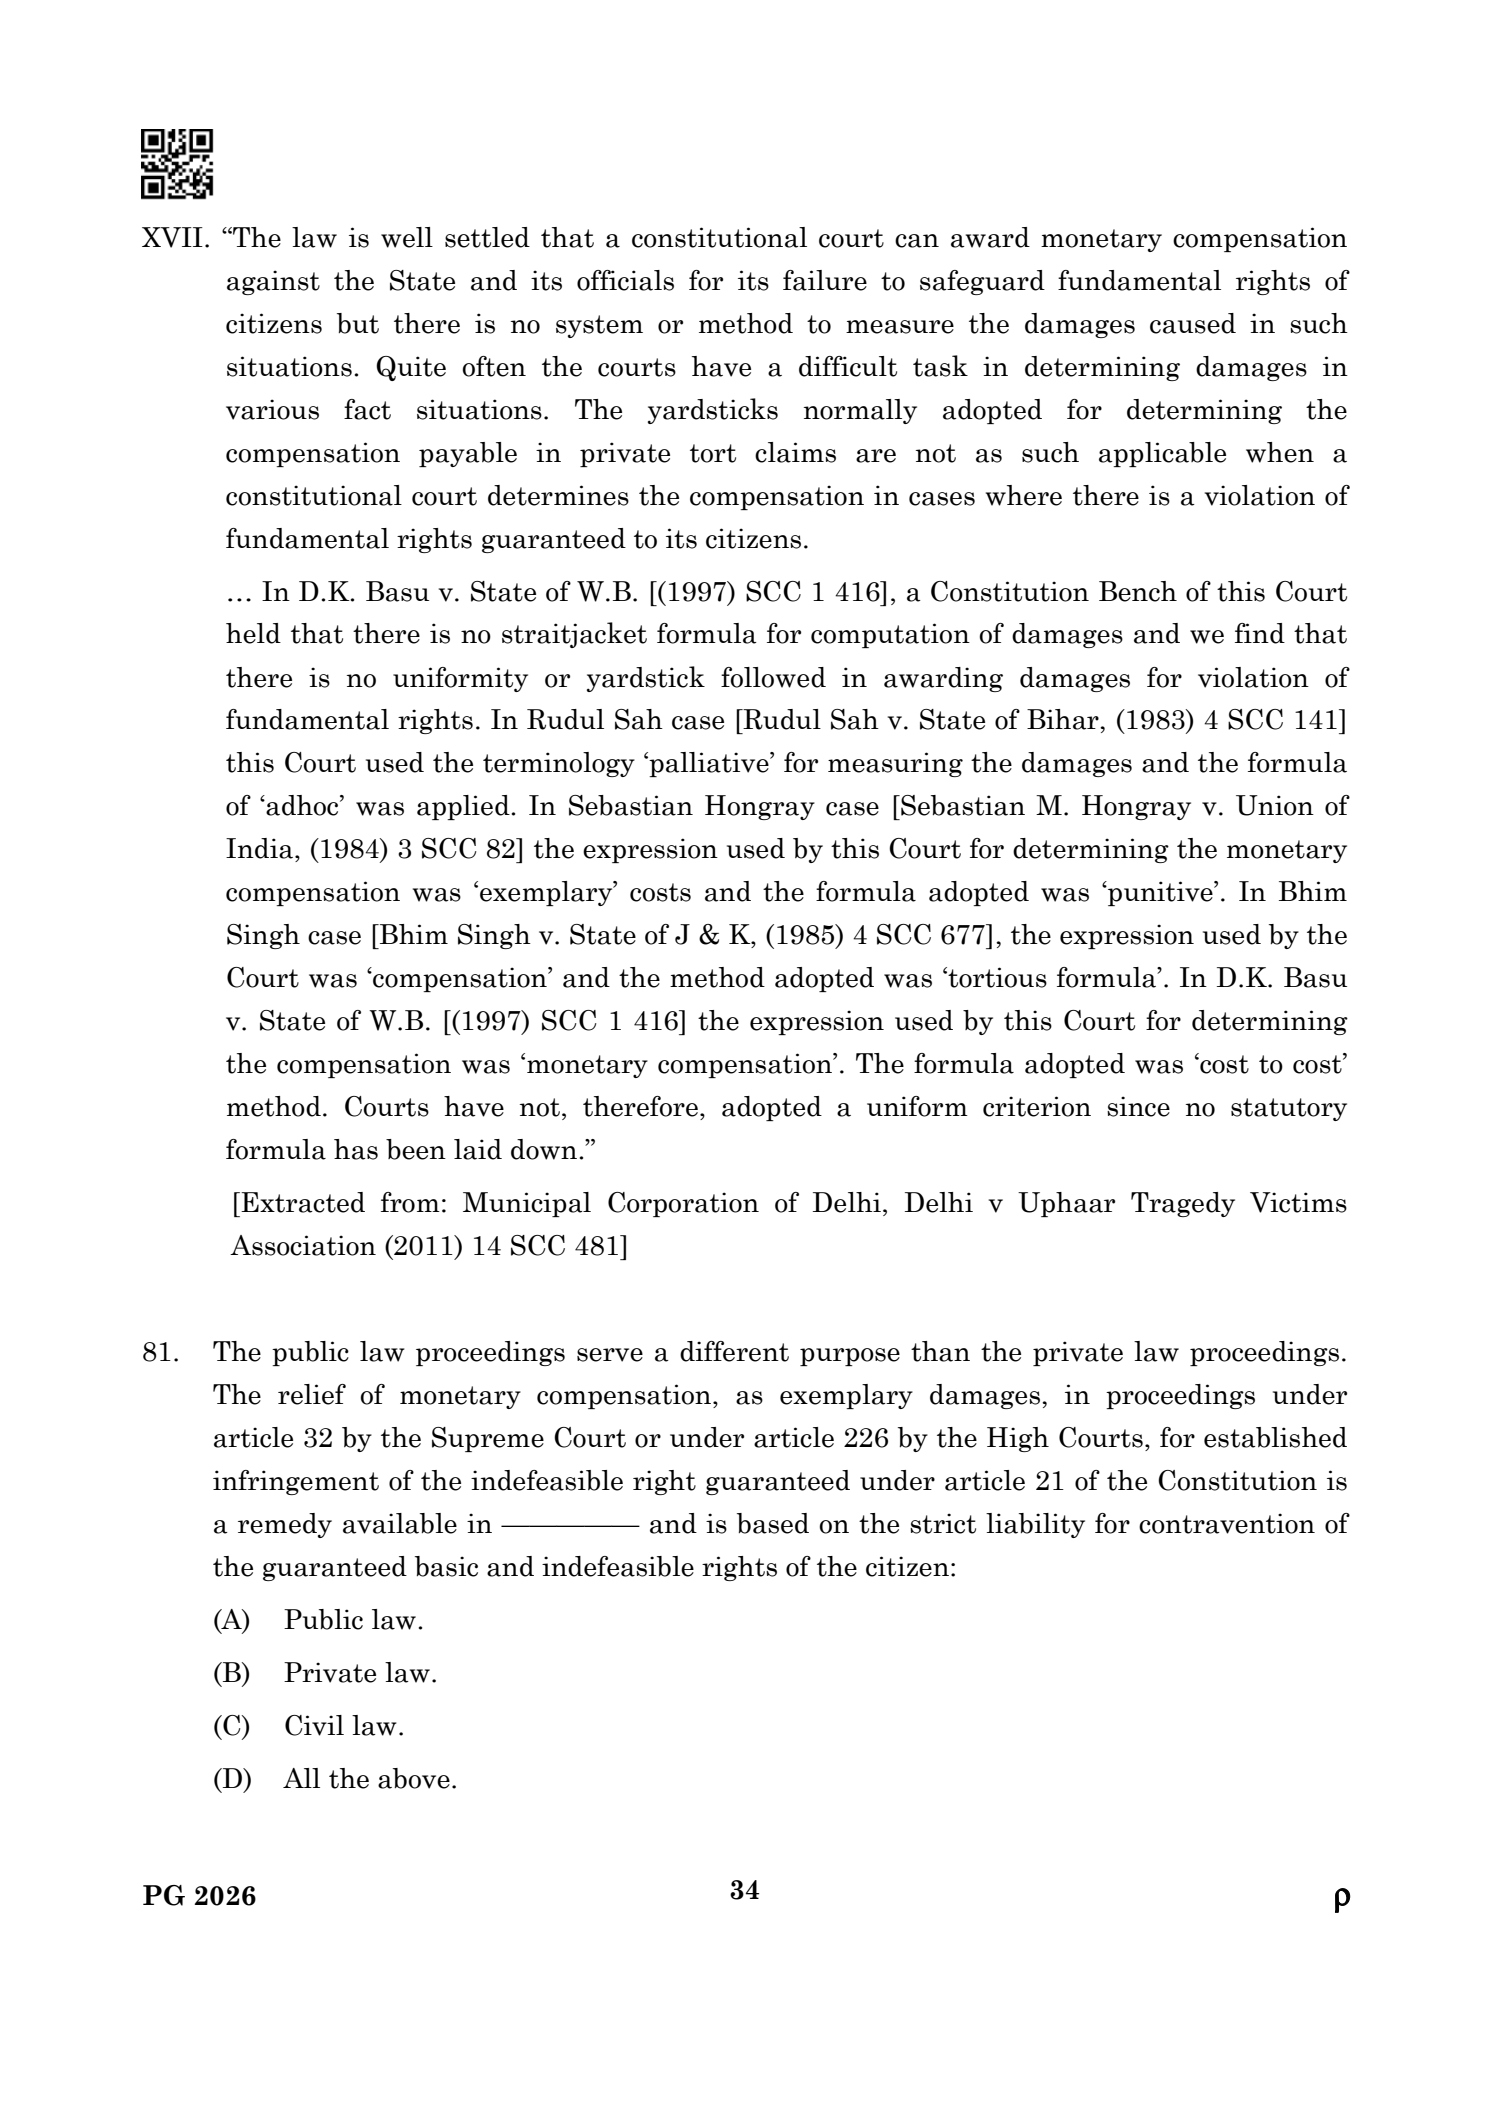 XVII. “The law is well settled that a constitutional court can award monetary compensation
against the State and its officials for its failure to safeguard fundamental rights of
citizens but there is no system or method to measure the damages caused in such
situations. Quite often the courts have a difficult task in determining damages in
various fact situations. The yardsticks normally adopted for determining the
compensation payable in private tort claims are not as such applicable when a
constitutional court determines the compensation in cases where there is a violation of
fundamental rights guaranteed to its citizens.
… In D.K. Basu v. State of W.B. [(1997) SCC 1 416], a Constitution Bench of this Court
held that there is no straitjacket formula for computation of damages and we find that
there is no uniformity or yardstick followed in awarding damages for violation of
fundamental rights. In Rudul Sah case [Rudul Sah v. State of Bihar, (1983) 4 SCC 141]
this Court used the terminology ‘palliative’ for measuring the damages and the formula
of ‘adhoc’ was applied. In Sebastian Hongray case [Sebastian M. Hongray v. Union of
India, (1984) 3 SCC 82] the expression used by this Court for determining the monetary
compensation was ‘exemplary’ costs and the formula adopted was ‘punitive’. In Bhim
Singh case [Bhim Singh v. State of J & K, (1985) 4 SCC 677], the expression used by the
Court was ‘compensation’ and the method adopted was ‘tortious formula’. In D.K. Basu
v. State of W.B. [(1997) SCC 1 416] the expression used by this Court for determining
the compensation was ‘monetary compensation’. The formula adopted was ‘cost to cost’
method. Courts have not, therefore, adopted a uniform criterion since no statutory
formula has been laid down.”
[Extracted from: Municipal Corporation of Delhi, Delhi v Uphaar Tragedy Victims
Association (2011) 14 SCC 481]
81. The public law proceedings serve a different purpose than the private law proceedings.
The relief of monetary compensation, as exemplary damages, in proceedings under
article 32 by the Supreme Court or under article 226 by the High Courts, for established
infringement of the indefeasible right guaranteed under article 21 of the Constitution is
a remedy available in ————— and is based on the strict liability for contravention of
the guaranteed basic and indefeasible rights of the citizen:
(A) Public law.
(B) Private law.
(C) Civil law.
(D) All the above.
PG 2026 34 ρ